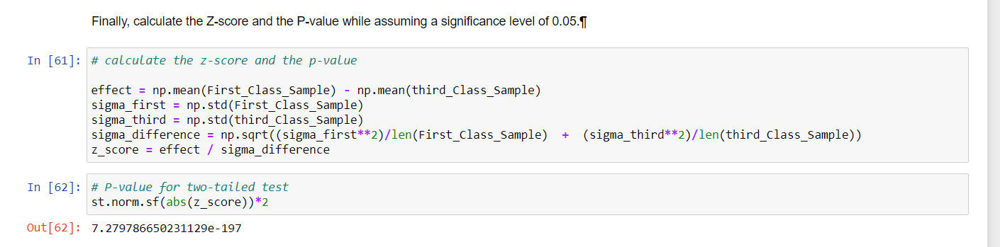 Finally, calculate the Z-score and the P-value while assuming a significance level of 0.05.¶
In [61]: # calculate the z-score and the p-value
effect = np.mean(First_Class_Sample) - np.mean(third_Class_Sample)
sigma_first = np.std(First_Class_Sample)
sigma_third = np.std(third_Class_Sample)
sigma_difference = np.sqrt((sigma_first**2)/len(First_Class_Sample)  +  (sigma_third**2)/len(third_Class_Sample))
z_score = effect / sigma_difference
In [62]: # P-value for two-tailed test
st.norm.sf(abs(z_score))*2
Out[62]: 7.279786650231129e-197